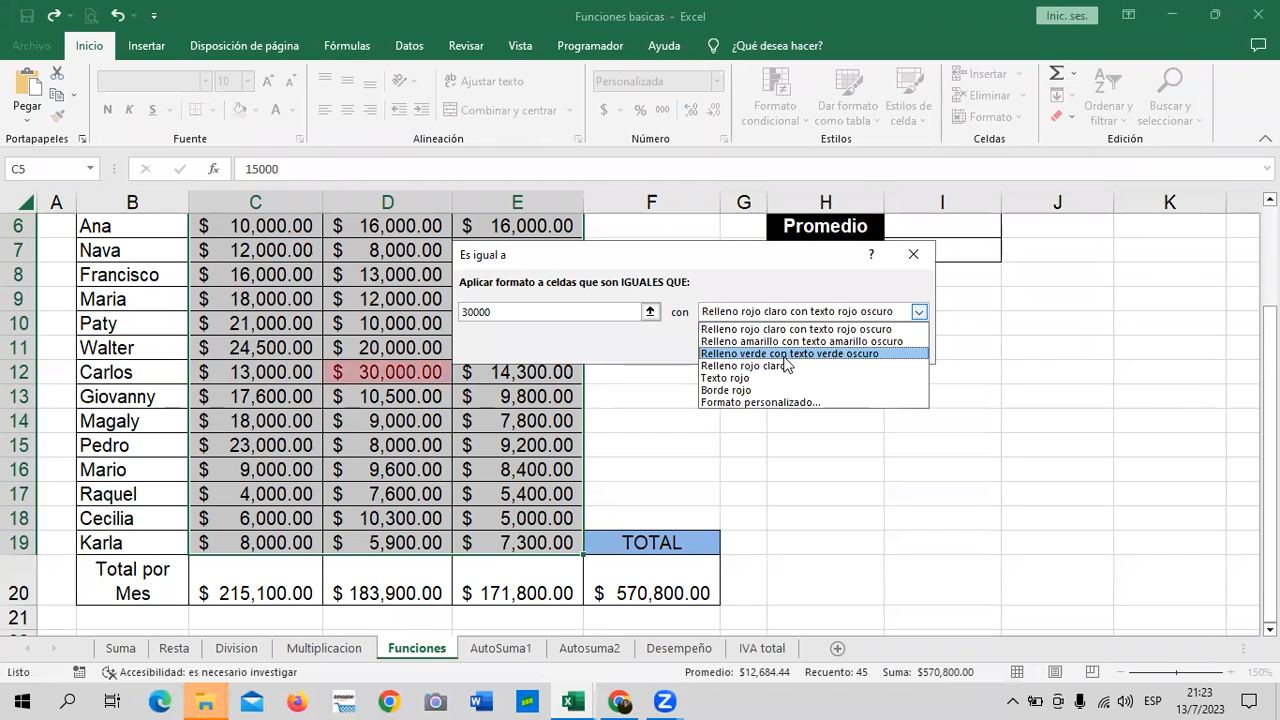 Funciones basicas - Excel
Inic. ses.
Archivo Inicio Insertar Disposición de página Fórmulas Datos Revisar Vista Programador Ayuda ¿Qué desea hacer?
Pegar
10
Ajustar texto
Personalizada
Formato condicional
Dar formato como tabla
Estilos de celda
Insertar
Ordenar y filtrar
Buscar y seleccionar
N K S
Combinar y centrar
$ % 000
Eliminar
Formato
Portapapeles Fuente Alineación Número Estilos Celdas Edición
C5 fx 15000
A B C D E F G H I J K
6 Ana $ 10,000.00 $ 16,000.00 $ 16,000.00 Promedio
7 Nava $ 12,000.00 $ 8,000.00
8 Francisco $ 16,000.00 $ 13,000.00
9 Maria $ 18,000.00 $ 12,000.00
10 Paty $ 21,000.00 $ 10,000.00
11 Walter $ 24,500.00 $ 20,000.00
12 Carlos $ 13,000.00 $ 30,000.00 $ 14,300.00
13 Giovanny $ 17,600.00 $ 10,500.00 $ 9,800.00
14 Magaly $ 18,000.00 $ 9,000.00 $ 7,800.00
15 Pedro $ 23,000.00 $ 8,000.00 $ 9,200.00
16 Mario $ 9,000.00 $ 9,600.00 $ 8,400.00
17 Raquel $ 4,000.00 $ 7,600.00 $ 5,400.00
18 Cecilia $ 6,000.00 $ 10,300.00 $ 5,000.00
19 Karla $ 8,000.00 $ 5,900.00 $ 7,300.00 TOTAL
Total por
20 Mes $ 215,100.00 $ 183,900.00 $ 171,800.00 $ 570,800.00
21
Es igual a ?
Aplicar formato a celdas que son IGUALES QUE:
30000 con Relleno rojo claro con texto rojo oscuro
Relleno rojo claro con texto rojo oscuro
Relleno amarillo con texto amarillo oscuro
Relleno verde con texto verde oscuro
Relleno rojo claro
Texto rojo
Borde rojo
Formato personalizado...
Suma Resta Division Multiplicacion Funciones AutoSuma1 AutoSuma2 Desempeño IVA total
Listo Accesibilidad: es necesario investigar Promedio: $12,684.44 Recuento: 45 Suma: $570,800.00 150%
ESP 21:23
13/7/2023